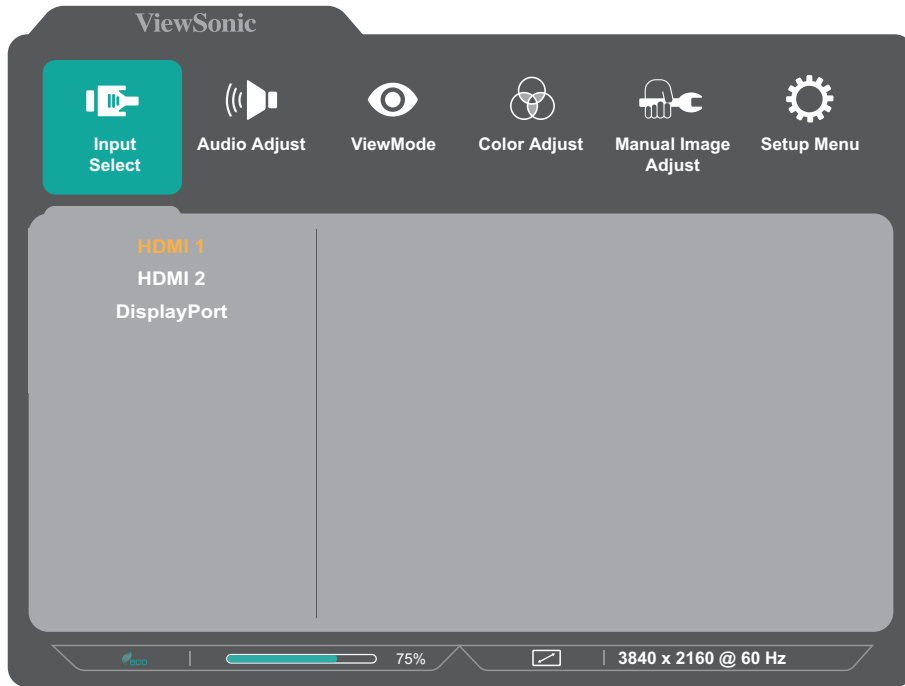 ViewSonic
Input
Select
Audio Adjust
ViewMode
Color Adjust
Manual Image
Adjust
Setup Menu
HDMI 1
HDMI 2
DisplayPort
eco
75%
3840 x 2160 @ 60 Hz